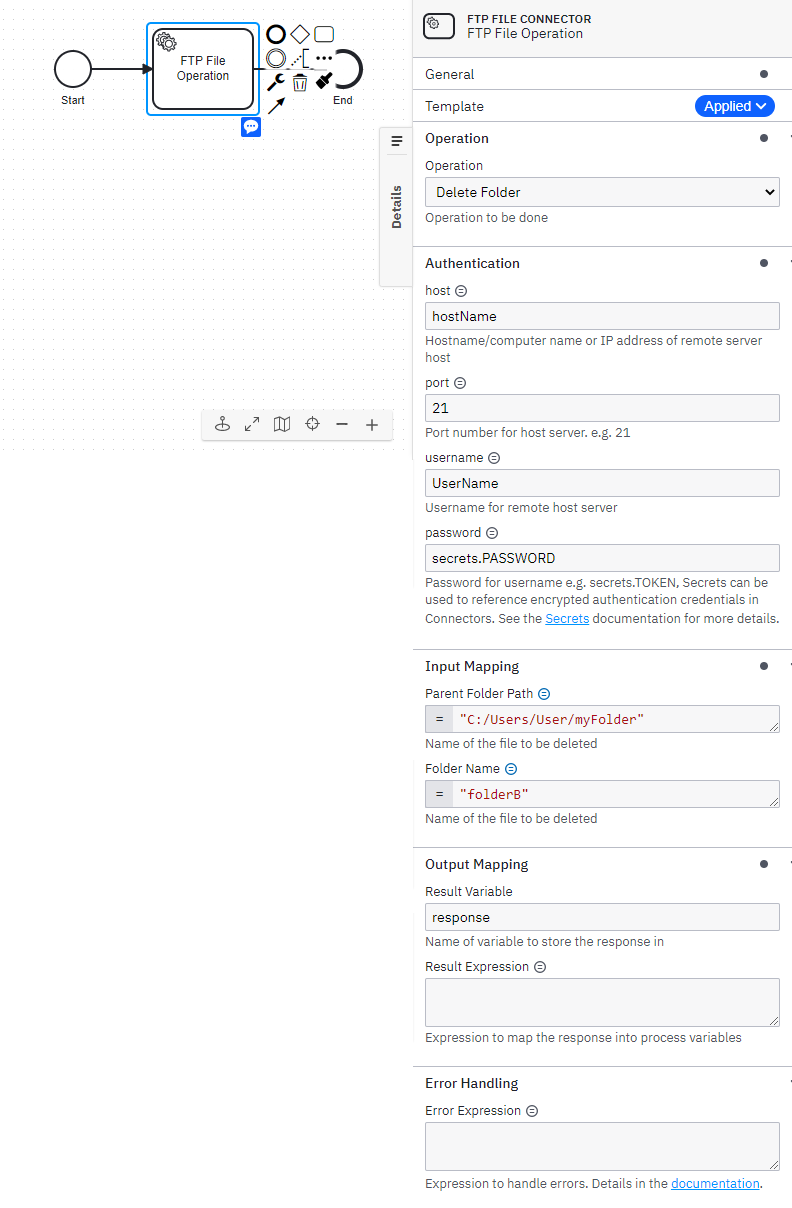 FTP File
Operation
Start
End
Details
FTP FILE CONNECTOR
FTP File Operation
General
Template
Applied
Operation
Operation
Delete Folder
Operation to be done
Authentication
host
hostName
Hostname/computer name or IP address of remote server
host
port
21
Port number for host server. e.g. 21
username
UserName
Username for remote host server
password
secrets.PASSWORD
Password for username e.g. secrets.TOKEN, Secrets can be
used to reference encrypted authentication credentials in
Connectors. See the Secrets documentation for more details.
Input Mapping
Parent Folder Path
= "C:/Users/User/myFolder"
Name of the file to be deleted
Folder Name
= "folderB"
Name of the file to be deleted
Output Mapping
Result Variable
response
Name of variable to store the response in
Result Expression
Expression to map the response into process variables
Error Handling
Error Expression
Expression to handle errors. Details in the documentation.